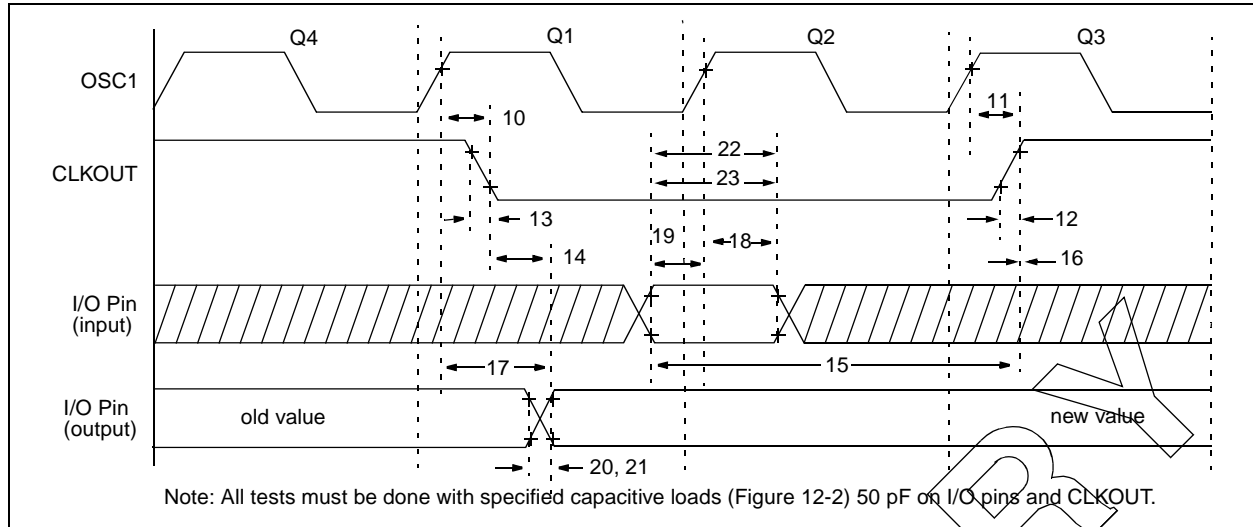 Q4 Q1 Q2 Q3
OSC1
10
11
CLKOUT
22
23
13
12
19
18
14
16
I/O Pin
(input)
17
15
I/O Pin
(output)
old value
new value
20, 21
Note: All tests must be done with specified capacitive loads (Figure 12-2) 50 pF on I/O pins and CLKOUT.
R Y